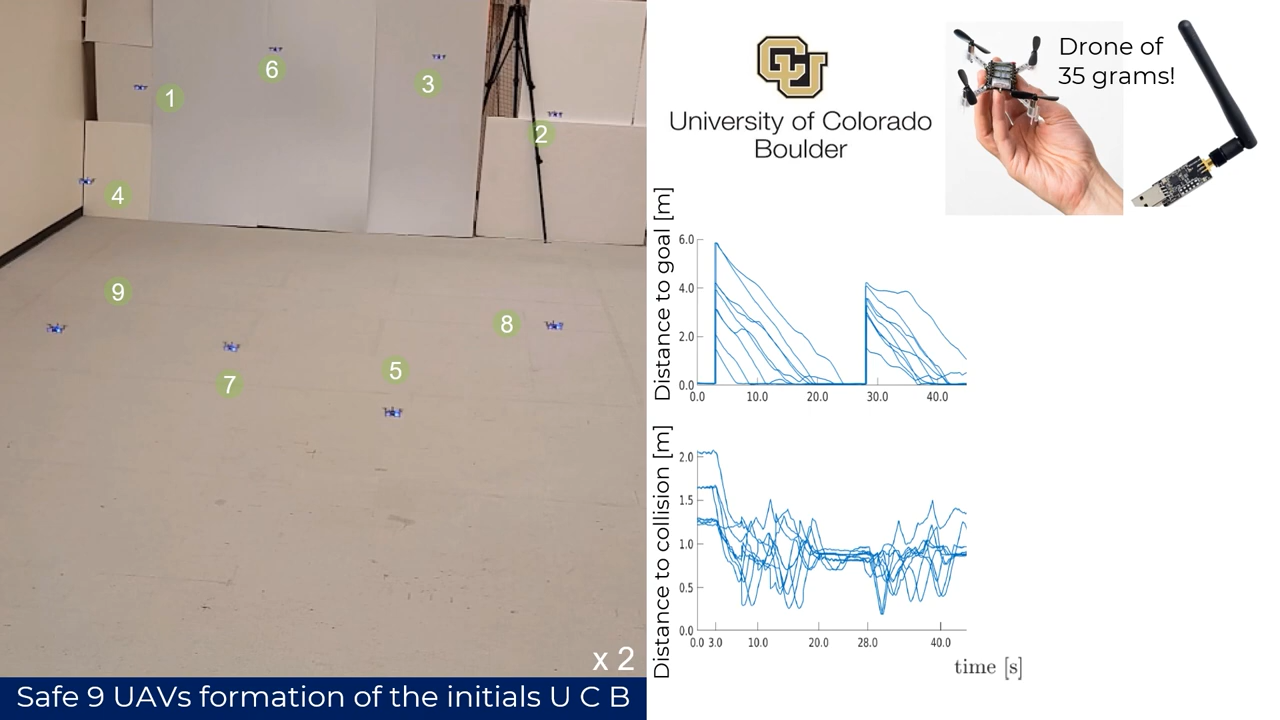 6
3
1
2
4
9
8
5
7
x 2
Safe 9 UAVs formation of the initials U C B
CU
University of Colorado
Boulder
Drone of
35 grams!
Distance to goal [m]
6.0
4.0
2.0
0.0
0.0 10.0 20.0 30.0 40.0
Distance to collision [m]
2.0
1.5
1.0
0.5
0.0
0.0 3.0 10.0 20.0 28.0 40.0
time [s]